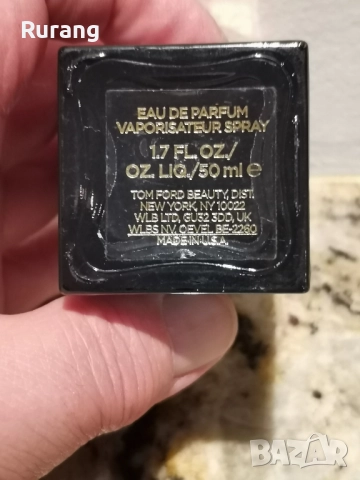 Rurang
EAU DE PARFUM
VAPORISATEUR SPRAY
1.7 FL. OZ./
OZ. LIQ./50 ml ℮
TOM FORD BEAUTY, DIST.
NEW YORK, NY 10022
WLB LTD, GU32 3DD, UK
WLBS NV, OEVEL BE-2260
MADE IN U.S.A.
BAZAR